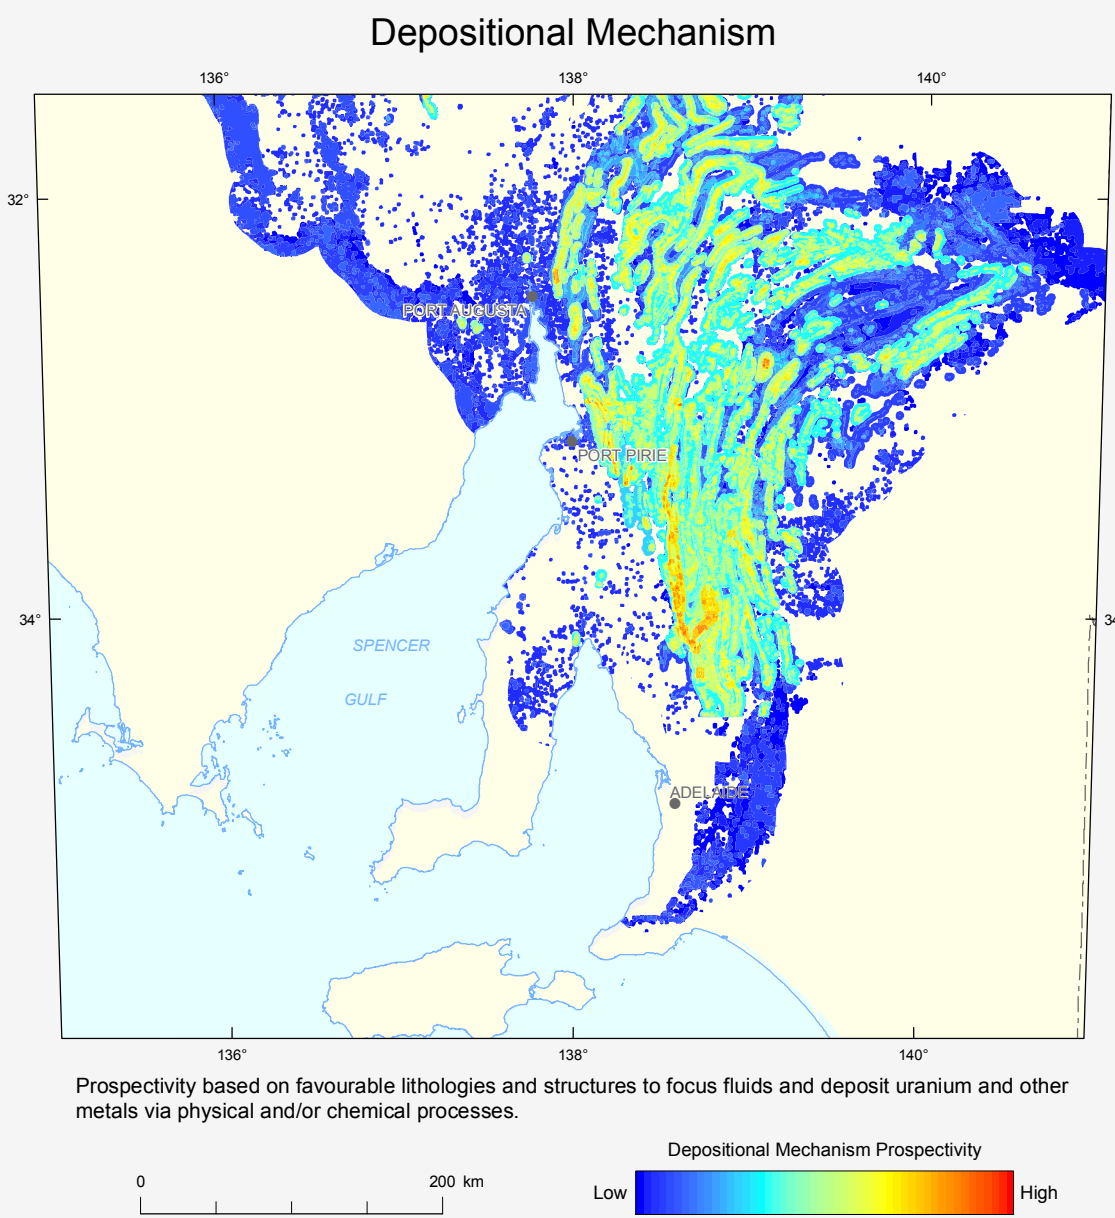 Depositional Mechanism
136°
138°
140°
32°
PORT AUGUSTA
PORT PIRIE
34°
34
SPENCER
GULF
ADELAIDE
136°
138°
140°
Prospectivity based on favourable lithologies and structures to focus fluids and deposit uranium and other
metals via physical and/or chemical processes.
Depositional Mechanism Prospectivity
0
200 km
Low
High